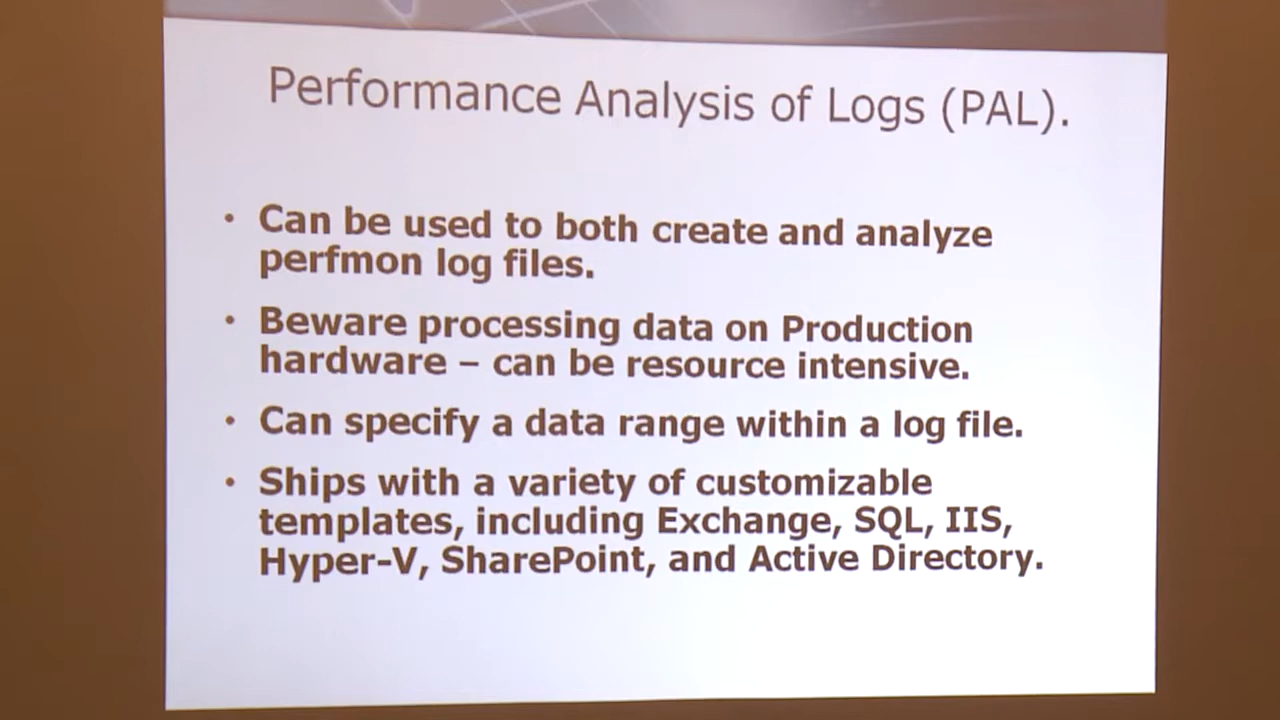 Performance Analysis of Logs (PAL).
• Can be used to both create and analyze
perfmon log files.
• Beware processing data on Production
hardware – can be resource intensive.
• Can specify a data range within a log file.
• Ships with a variety of customizable
templates, including Exchange, SQL, IIS,
Hyper-V, SharePoint, and Active Directory.